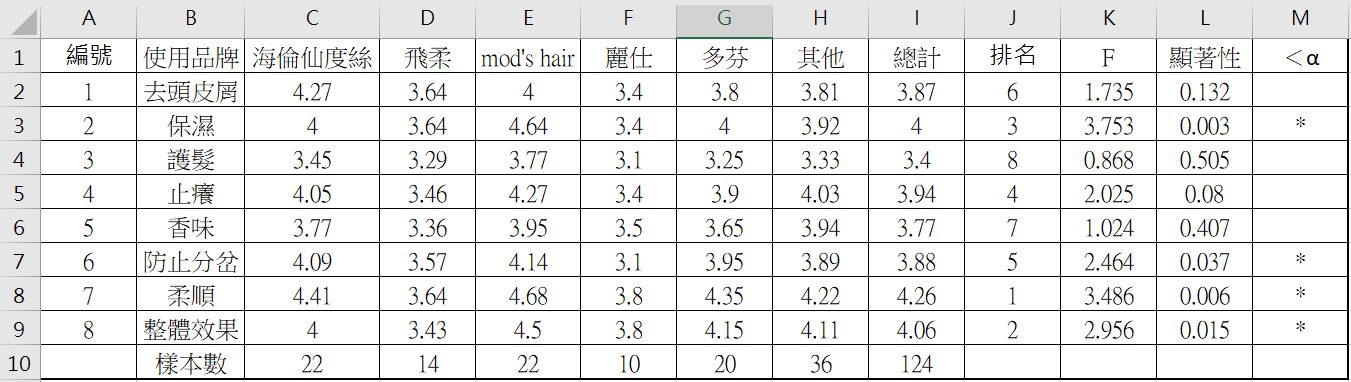 A B C D E F G H I J K L M
1 編號 使用品牌 海倫仙度絲 飛柔 mod's hair 麗仕 多芬 其他 總計 排名 F 顯著性 <α
2 1 去頭皮屑 4.27 3.64 4 3.4 3.8 3.81 3.87 6 1.735 0.132
3 2 保濕 4 3.64 4.64 3.4 4 3.92 4 3 3.753 0.003 *
4 3 護髮 3.45 3.29 3.77 3.1 3.25 3.33 3.4 8 0.868 0.505
5 4 止癢 4.05 3.46 4.27 3.4 3.9 4.03 3.94 4 2.025 0.08
6 5 香味 3.77 3.36 3.95 3.5 3.65 3.94 3.77 7 1.024 0.407
7 6 防止分岔 4.09 3.57 4.14 3.1 3.95 3.89 3.88 5 2.464 0.037 *
8 7 柔順 4.41 3.64 4.68 3.8 4.35 4.22 4.26 1 3.486 0.006 *
9 8 整體效果 4 3.43 4.5 3.8 4.15 4.11 4.06 2 2.956 0.015 *
10 樣本數 22 14 22 10 20 36 124